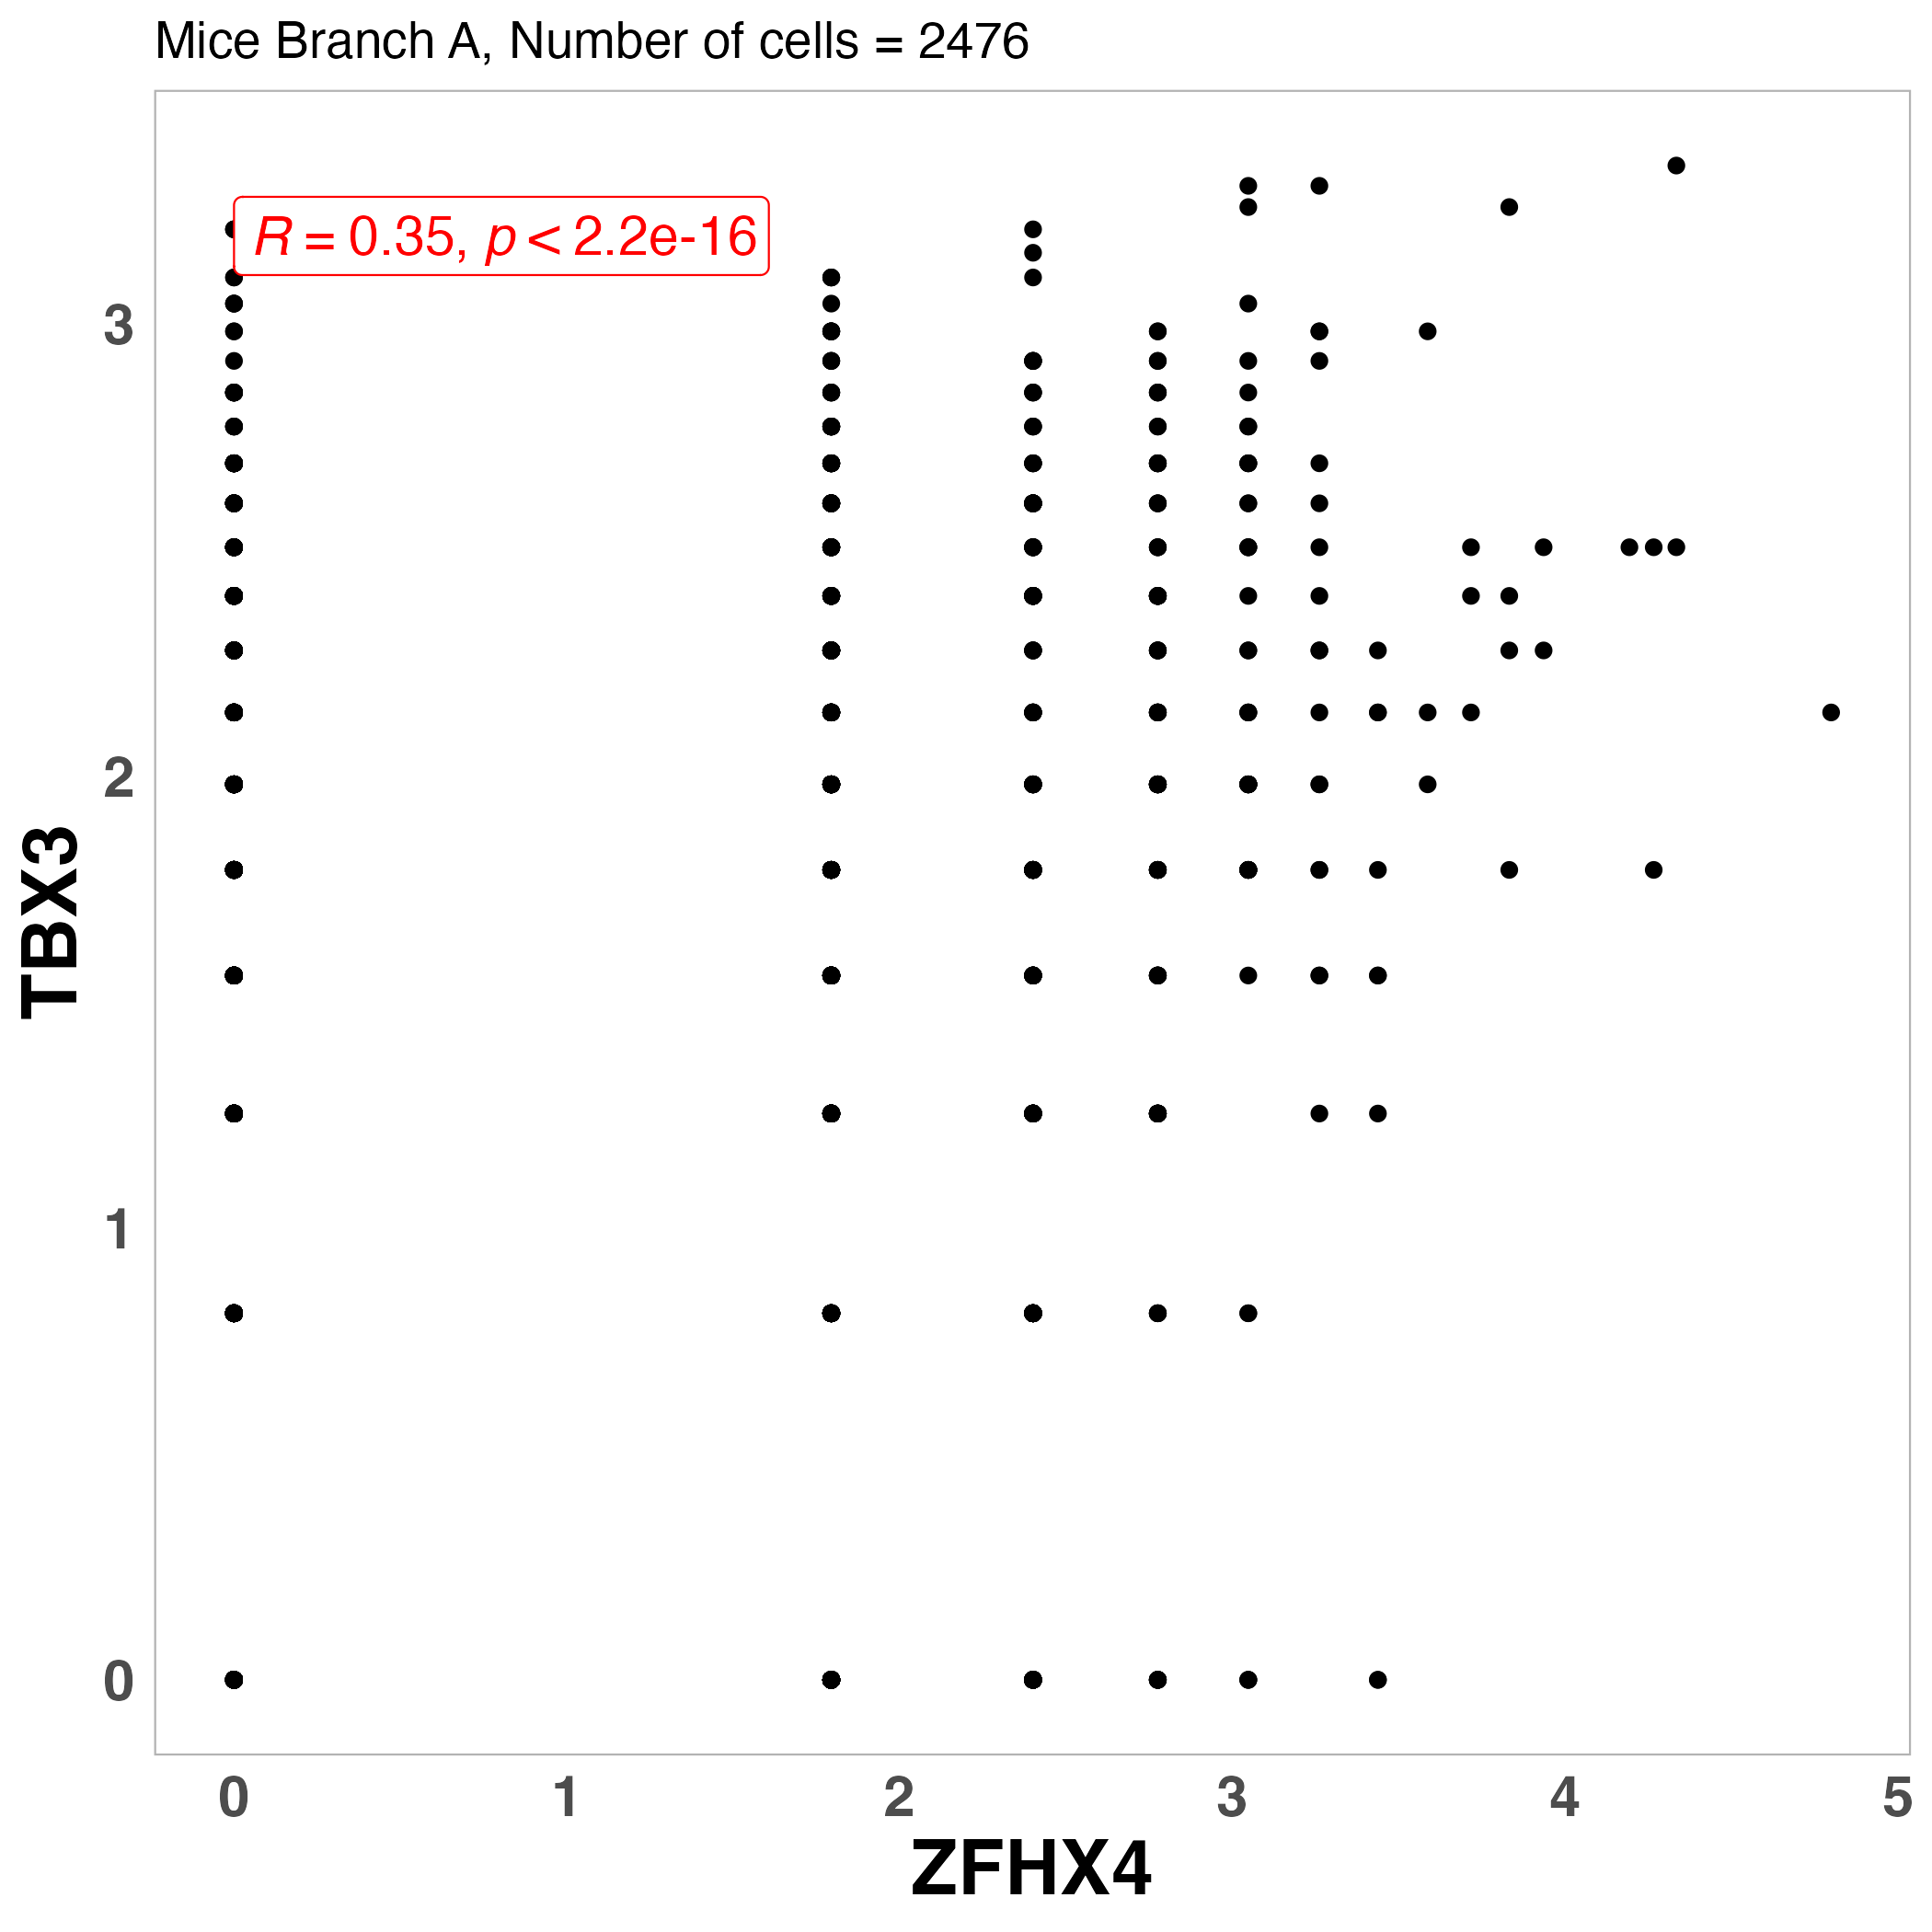 Mice Branch A, Number of cells = 2476
R = 0.35, p < 2.2e-16
3
2
1
0
TBX3
0 1 2 3 4 5
ZFHX4